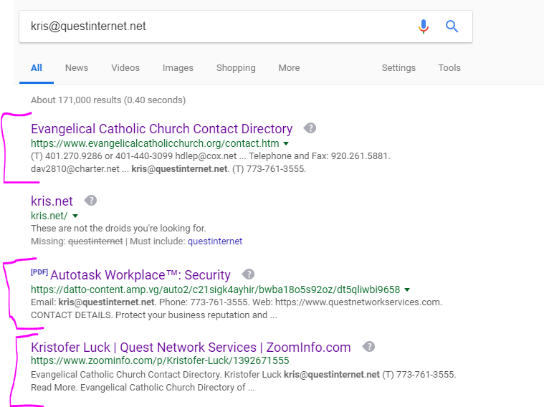 kris@questinternet.net
All News Videos Images Shopping More Settings Tools
About 171,000 results (0.40 seconds)
Evangelical Catholic Church Contact Directory
https://www.evangelicalcatholicchurch.org/contact.htm
(T) 401.270.9286 or 401-440-3099 hdlep@cox.net ... Telephone and Fax: 920.261.5881.
dav2810@charter.net ... kris@questinternet.net. (T) 773-761-3555.
kris.net
kris.net/
These are not the droids you're looking for.
Missing: questinternet | Must include: questinternet
[PDF] Autotask Workplace™: Security
https://datto-content.amp.vg/auto2/c21sigk4ayhir/bwba18o5s92oz/dt5qliwbi9658
Email: kris@questinternet.net. Phone: 773-761-3555. Web: https://www.questnetworkservices.com.
CONTACT DETAILS. Protect your business reputation and ...
Kristofer Luck | Quest Network Services | ZoomInfo.com
https://www.zoominfo.com/p/Kristofer-Luck/1392671555
Evangelical Catholic Church Contact Directory. Kristofer Luck kris@questinternet.net (T) 773-761-3555.
Read More. Evangelical Catholic Church Directory of ...